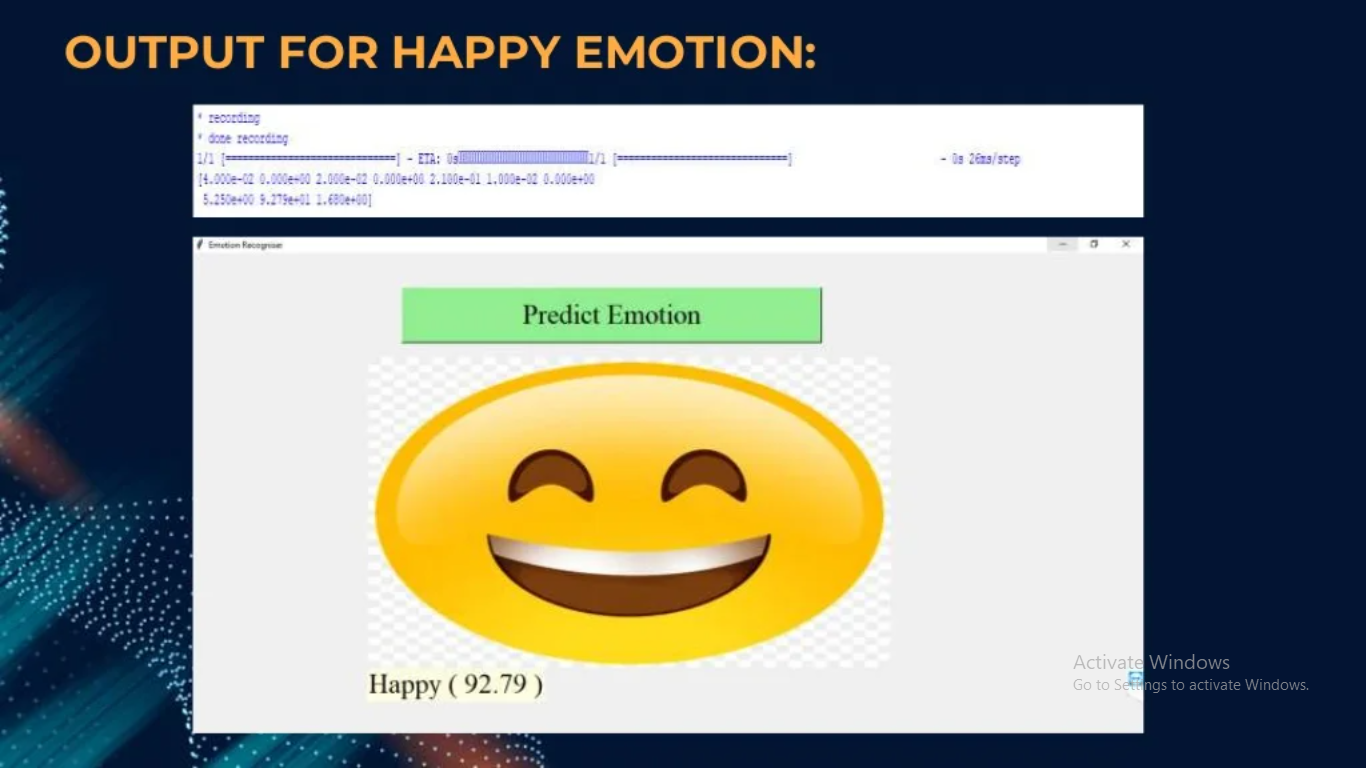 OUTPUT FOR HAPPY EMOTION:
* recording
* done recording
1/1 [==============================] - ETA: 0s1/1 [==============================] - 0s 26ms/step
[4.000e-02 0.000e+00 2.000e-02 0.000e+00 2.180e-01 1.000e-02 0.000e+00
5.250e+00 9.279e+01 1.680e+00]
Emotion Recogniser
Predict Emotion
Happy ( 92.79 )
Activate Windows
Go to Settings to activate Windows.